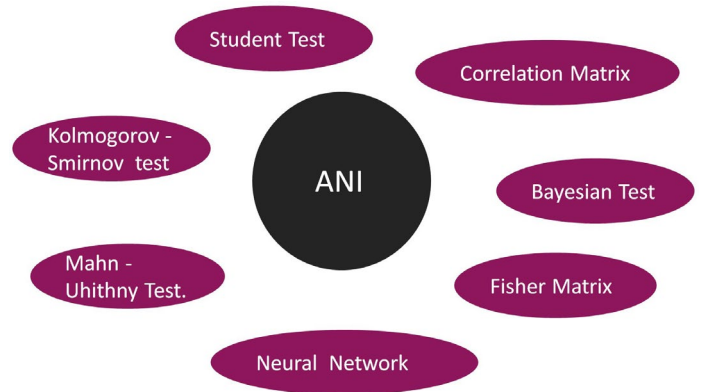 Student Test
Correlation Matrix
Kolmogorov -
Smirnov test
ANI
Bayesian Test
Mahn -
Uhithny Test.
Fisher Matrix
Neural Network